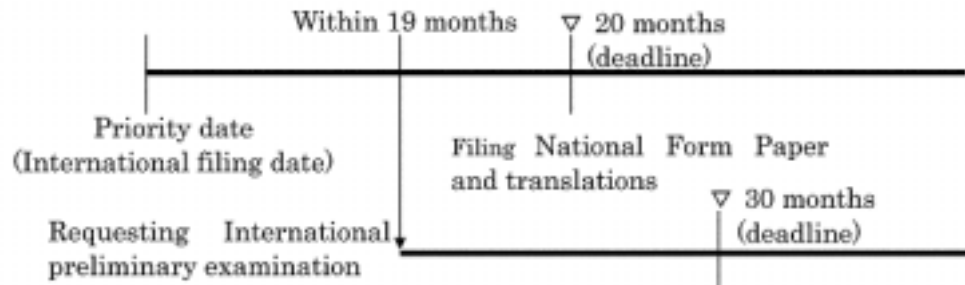 Within 19 months
▽ 20 months
(deadline)
Priority date
(International filing date)
Filing National Form Paper
and translations
▽ 30 months
(deadline)
Requesting International
preliminary examination